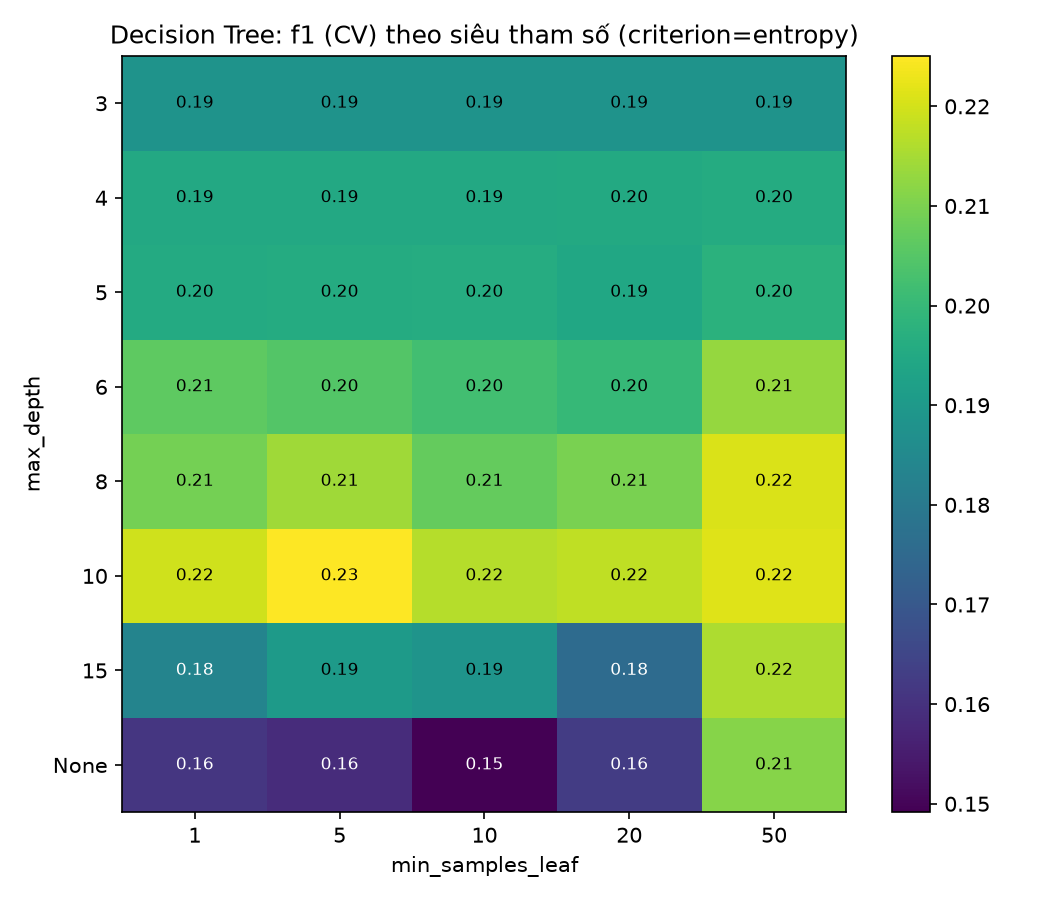 Decision Tree: f1 (CV) theo siêu tham số (criterion=entropy)
3 0.19 0.19 0.19 0.19 0.19
4 0.19 0.19 0.19 0.20 0.20
5 0.20 0.20 0.20 0.19 0.20
6 0.21 0.20 0.20 0.20 0.21
8 0.21 0.21 0.21 0.21 0.22
10 0.22 0.23 0.22 0.22 0.22
15 0.18 0.19 0.19 0.18 0.22
None 0.16 0.16 0.15 0.16 0.21
1 5 10 20 50
min_samples_leaf
max_depth
0.22
0.21
0.20
0.19
0.18
0.17
0.16
0.15